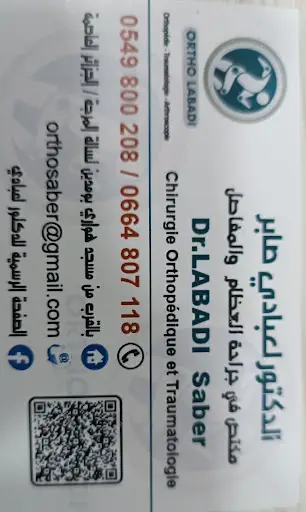 ORTHO LABADI
Orthopédie - Traumatologie - Arthroscopie
الدكتور لعبادي صابر
مختص في جراحة العظام والمفاصل
Dr.LABADI Saber
Chirurgie Orthopédique et Traumatologie
0549 800 208 / 0664 807 118
بالقرب من مسجد هواري بومدين لسالة المرجة / الجزائر العاصمة
orthosaber@gmail.com
الصفحة الرسمية للدكتور لعبادي